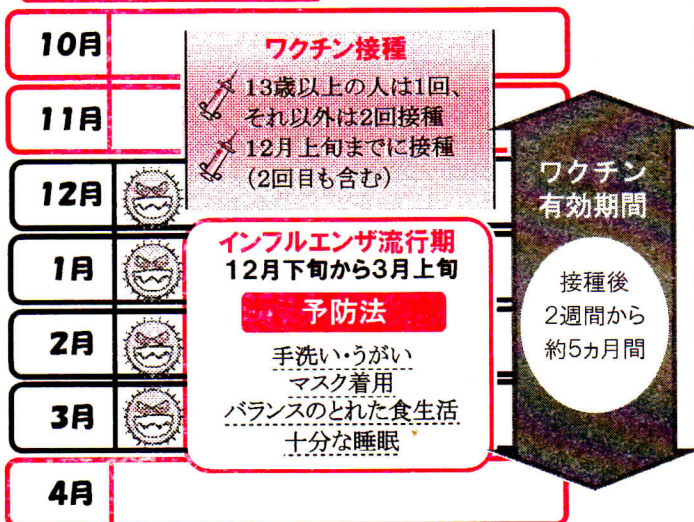 10月
11月
12月
1月
2月
3月
4月
ワクチン接種
13歳以上の人は1回、
それ以外は2回接種
12月上旬までに接種
(2回目も含む)
インフルエンザ流行期
12月下旬から3月上旬
予防法
手洗い・うがい
マスク着用
バランスのとれた食生活
十分な睡眠
ワクチン
有効期間
接種後
2週間から
約5ヵ月間